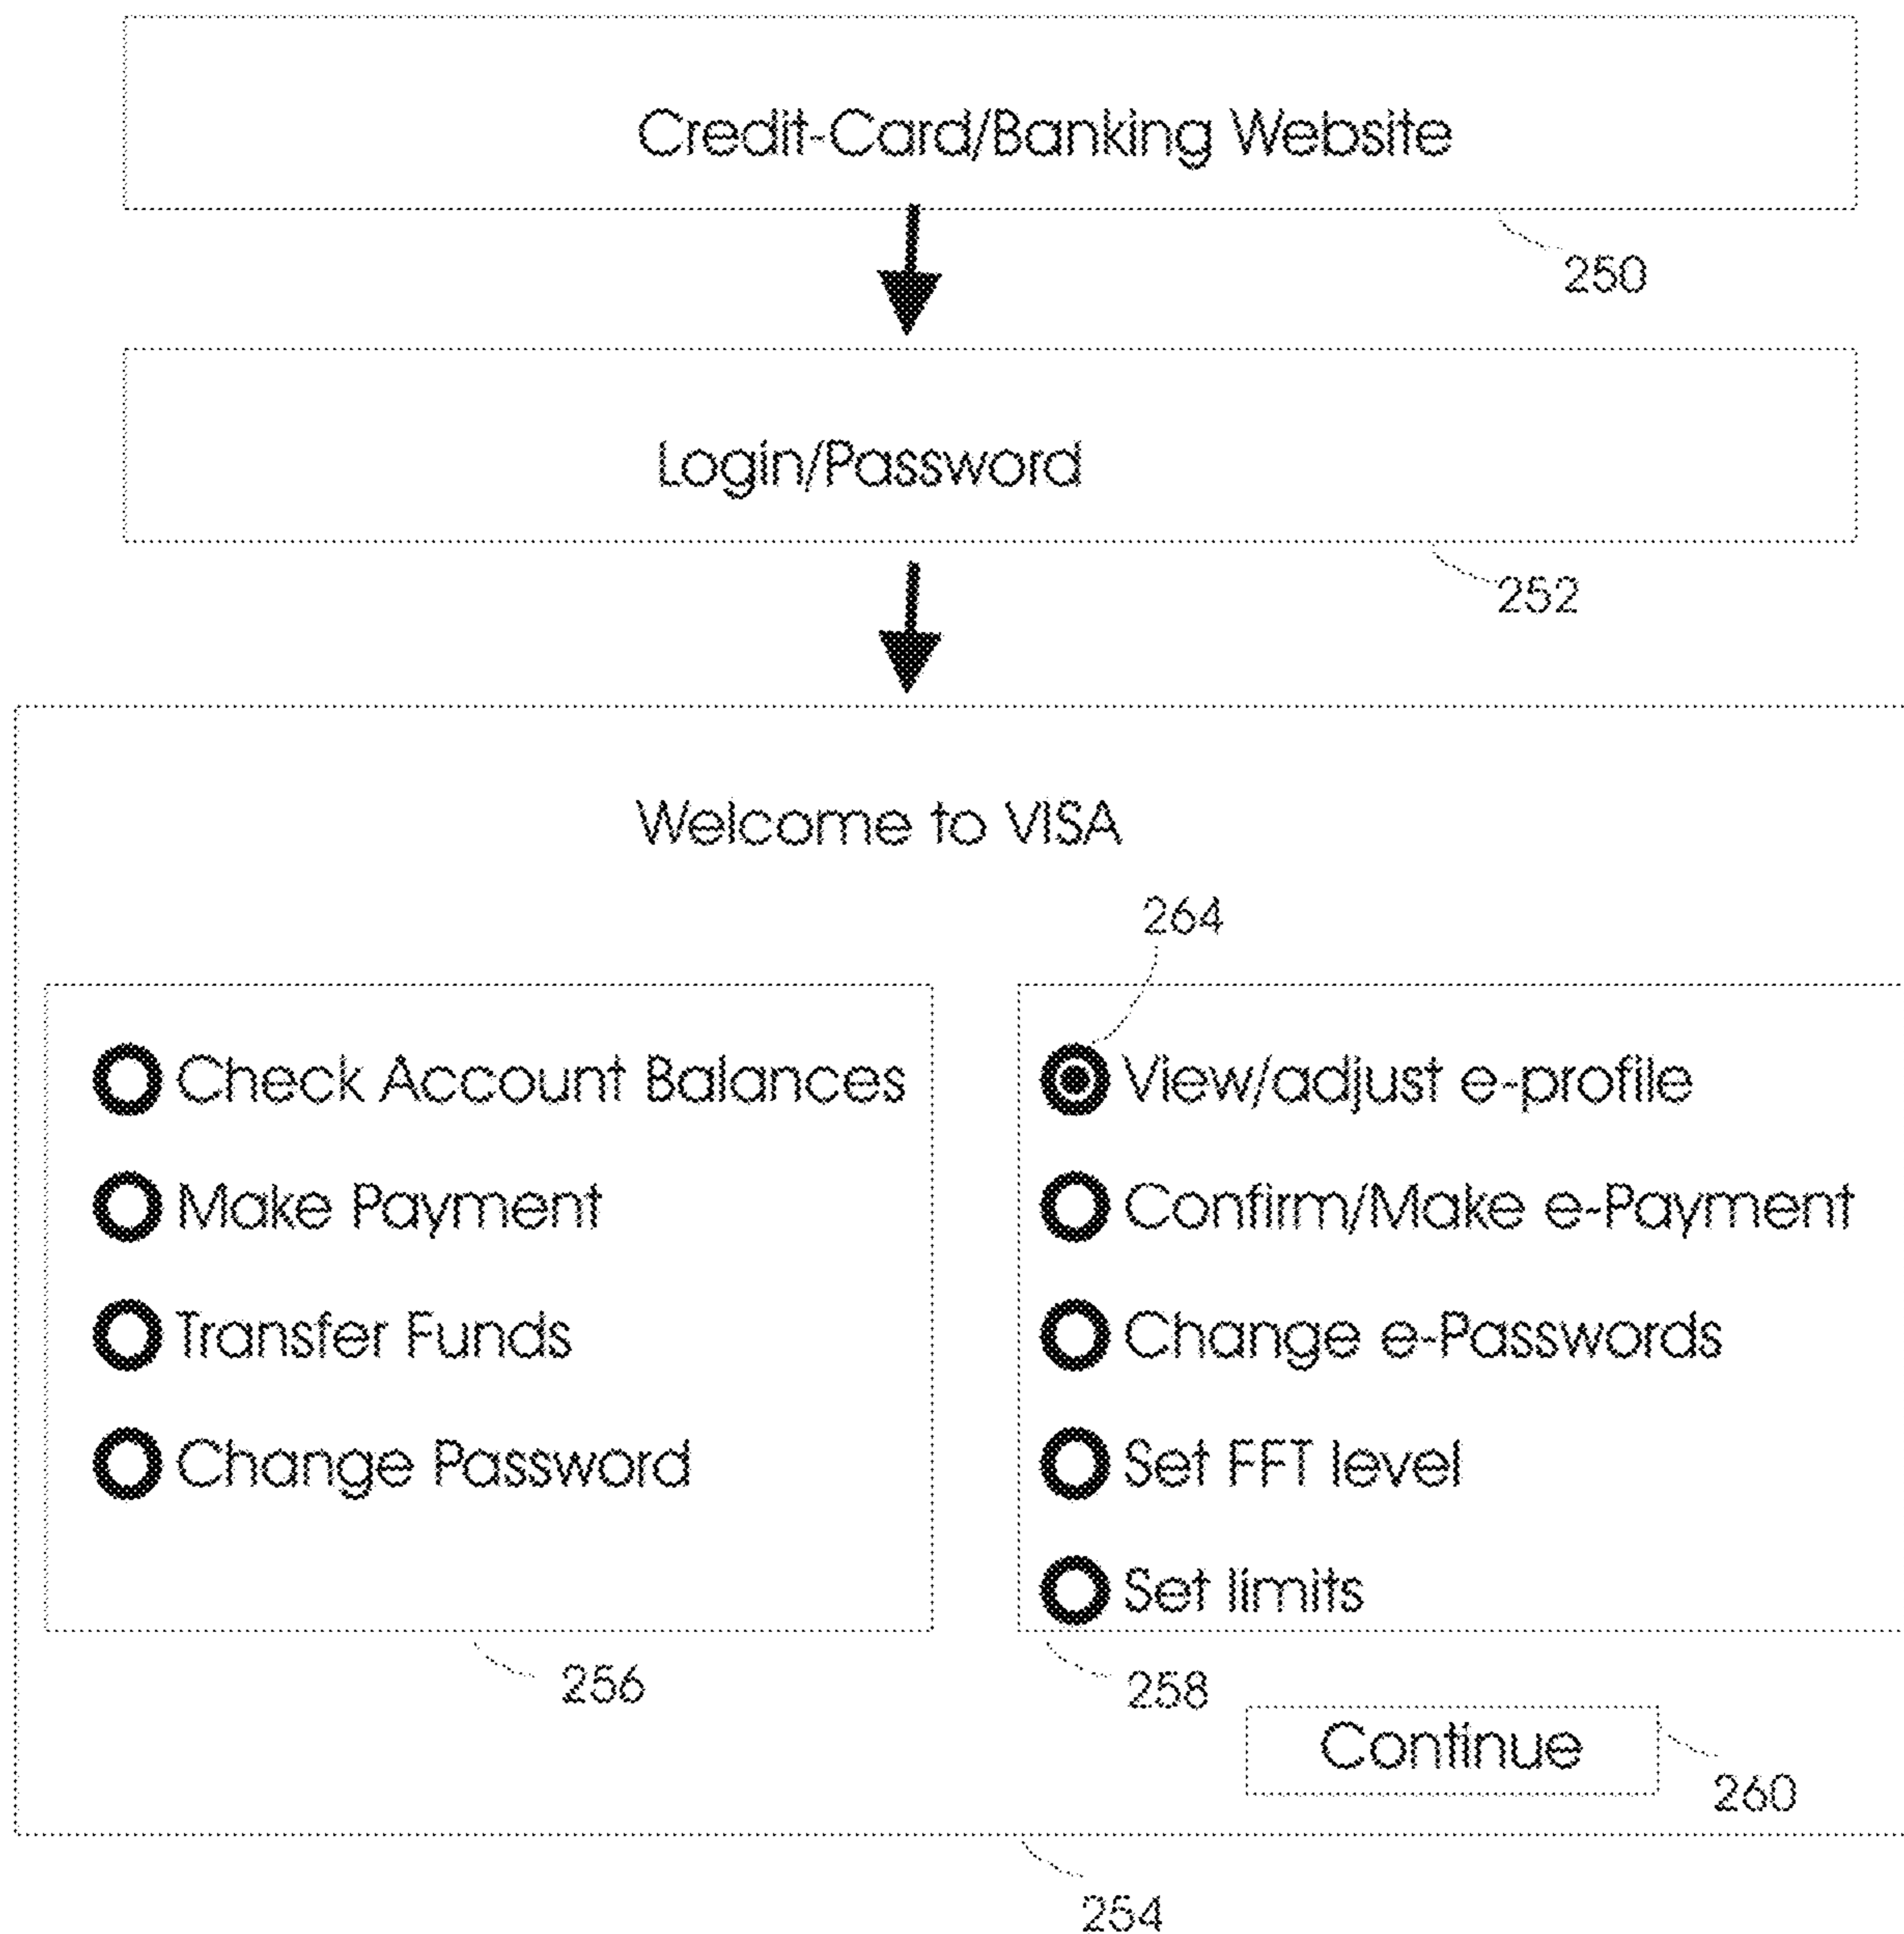 Credit-Card/Banking Website
250
Login/Password
252
Welcome to VISA
264
Check Account Balances
Make Payment
Transfer Funds
Change Password
256
View/adjust e-profile
Confirm/Make e-Payment
Change e-Passwords
Set FFT level
Set limits
258
Continue
260
254